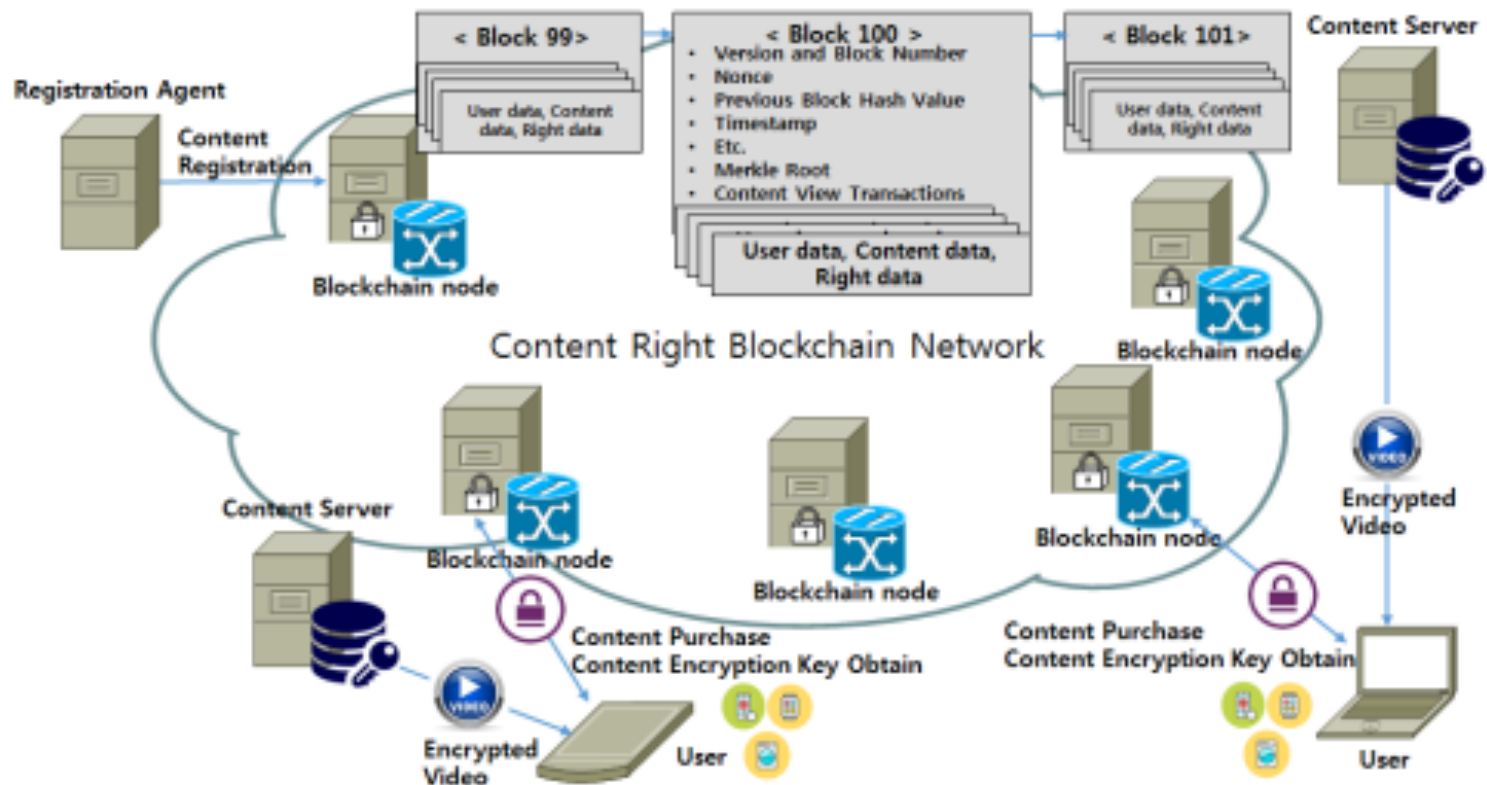 < Block 99>
User data, Content
data, Right data
< Block 100 >
• Version and Block Number
• Nonce
• Previous Block Hash Value
• Timestamp
• Etc.
• Merkle Root
• Content View Transactions
User data, Content data,
Right data
< Block 101>
User data, Content
data, Right data
Content Server
Registration Agent
Content
Registration
Blockchain node
Blockchain node
Content Right Blockchain Network
Blockchain node
Blockchain node
Blockchain node
Content Server
VIDEO
Encrypted
Video
Content Purchase
Content Encryption Key Obtain
User
VIDEO
Encrypted
Video
Content Purchase
Content Encryption Key Obtain
User